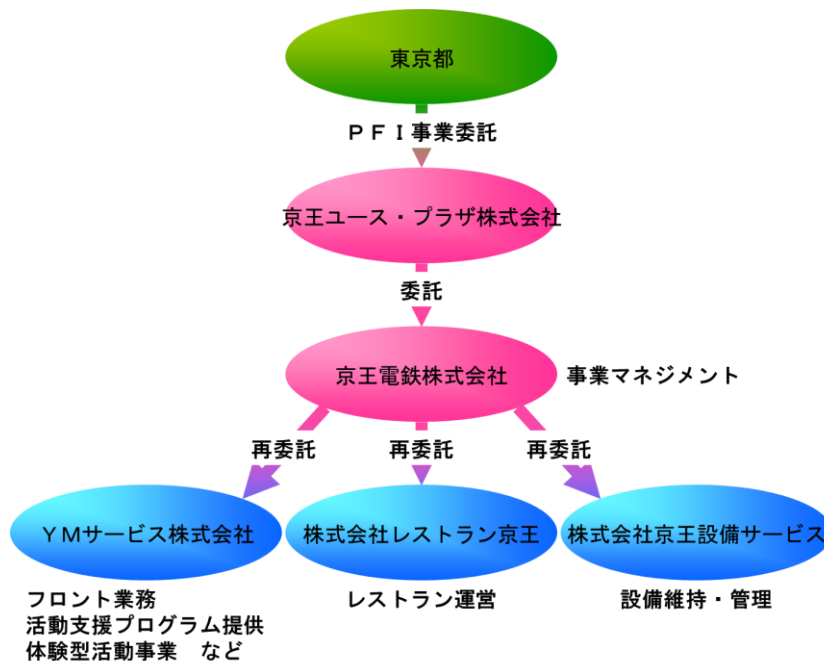 東京都
ＰＦＩ事業委託
京王ユース・プラザ株式会社
委託
京王電鉄株式会社
事業マネジメント
再委託
再委託
再委託
ＹＭサービス株式会社
株式会社レストラン京王
株式会社京王設備サービス
フロント業務
活動支援プログラム提供
体験型活動事業　など
レストラン運営
設備維持・管理